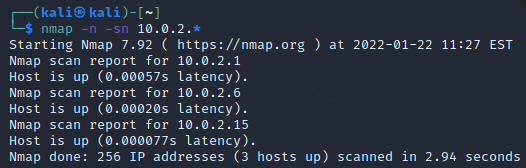 ┌──(kali㉿kali)-[~]
└─$ nmap -n -sn 10.0.2.*
Starting Nmap 7.92 ( https://nmap.org ) at 2022-01-22 11:27 EST
Nmap scan report for 10.0.2.1
Host is up (0.00057s latency).
Nmap scan report for 10.0.2.6
Host is up (0.00020s latency).
Nmap scan report for 10.0.2.15
Host is up (0.000077s latency).
Nmap done: 256 IP addresses (3 hosts up) scanned in 2.94 seconds